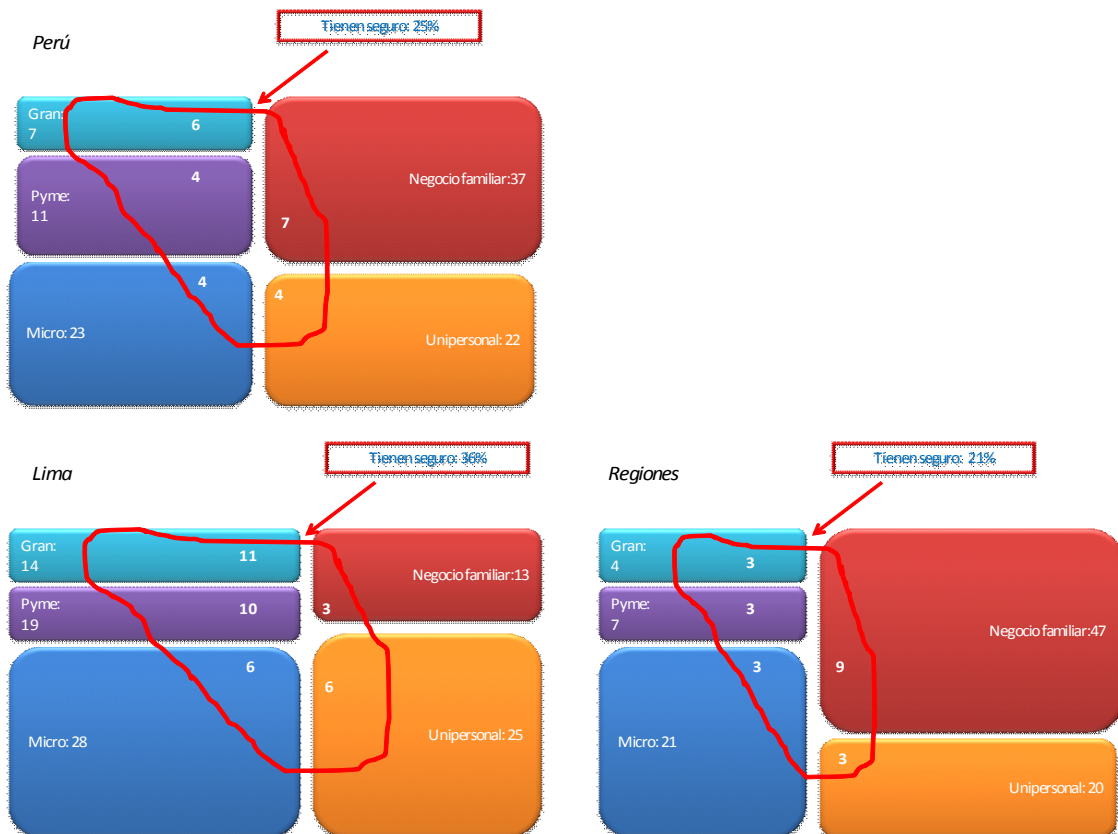 Perú
Tienen seguro: 25%
Gran:
7
6
Pyme:
11
4
Micro: 23
4
Negocio familiar:37
7
Unipersonal: 22
4
Lima
Tienen seguro: 36%
Gran:
14
11
Pyme:
19
10
Micro: 28
6
Negocio familiar:13
3
Unipersonal: 25
6
Regiones
Tienen seguro: 21%
Gran:
4
3
Pyme:
7
3
Micro: 21
3
Negocio familiar:47
9
Unipersonal: 20
3